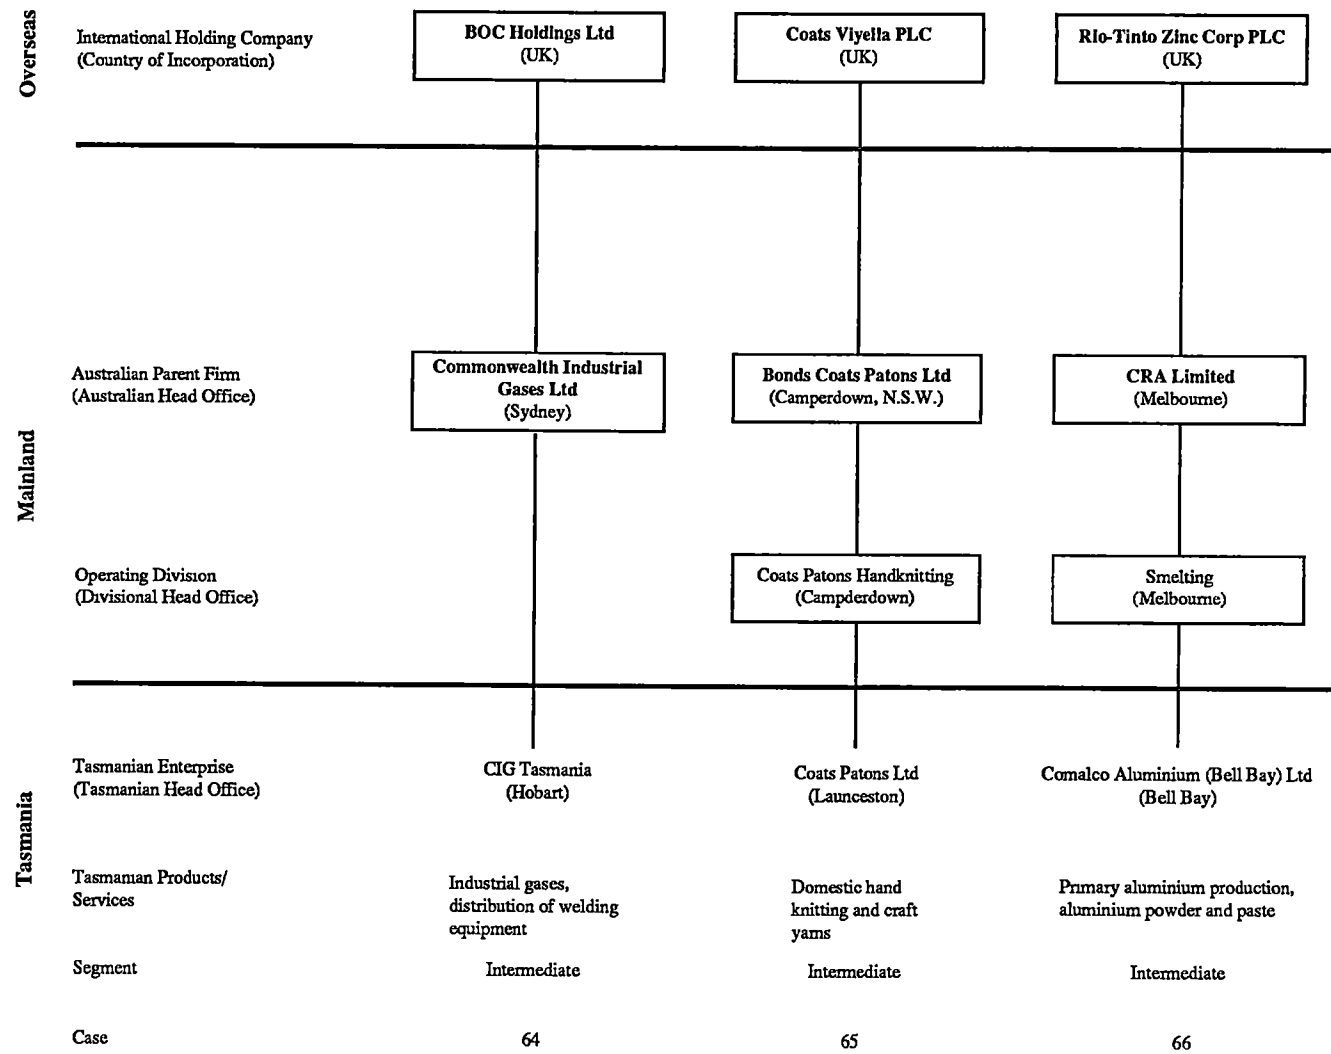 Overseas
International Holding Company
(Country of Incorporation)
BOC Holdings Ltd
(UK)
Coats Viyella PLC
(UK)
Rio-Tinto Zinc Corp PLC
(UK)
Mainland
Australian Parent Firm
(Australian Head Office)
Commonwealth Industrial
Gases Ltd
(Sydney)
Bonds Coats Patons Ltd
(Camperdown, N.S.W.)
CRA Limited
(Melbourne)
Operating Division
(Divisional Head Office)
Coats Patons Handknitting
(Campderdown)
Smelting
(Melbourne)
Tasmania
Tasmanian Enterprise
(Tasmanian Head Office)
CIG Tasmania
(Hobart)
Coats Patons Ltd
(Launceston)
Comalco Aluminium (Bell Bay) Ltd
(Bell Bay)
Tasmanian Products/
Services
Industrial gases,
distribution of welding
equipment
Domestic hand
knitting and craft
yarns
Primary aluminium production,
aluminium powder and paste
Segment
Intermediate
Intermediate
Intermediate
Case
64
65
66